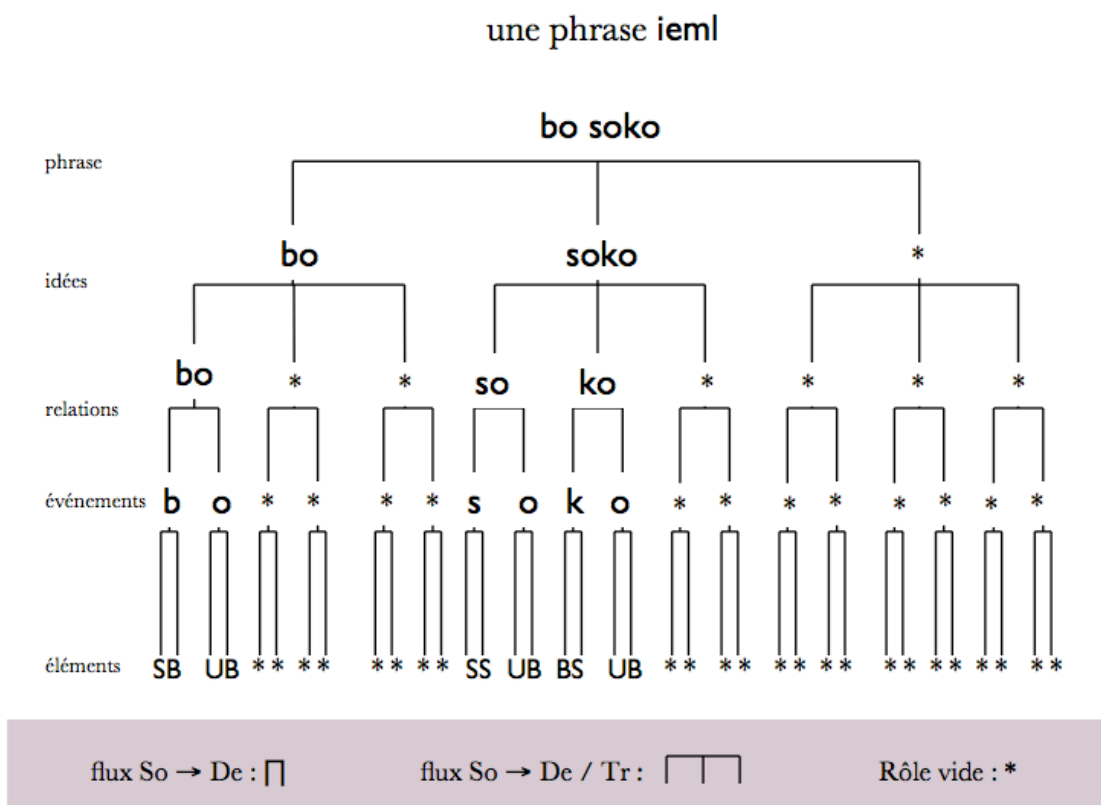 une phrase ieml
bo soko
phrase
bo soko *
idées
bo * * so ko * * * *
relations
événements b o * * * * s o k o * * * * * * * *
éléments SB UB * * * * * * * * SS UB BS UB * * * * * * * * * * * * * * * *
flux So → De : ∏ flux So → De / Tr : Rôle vide : *